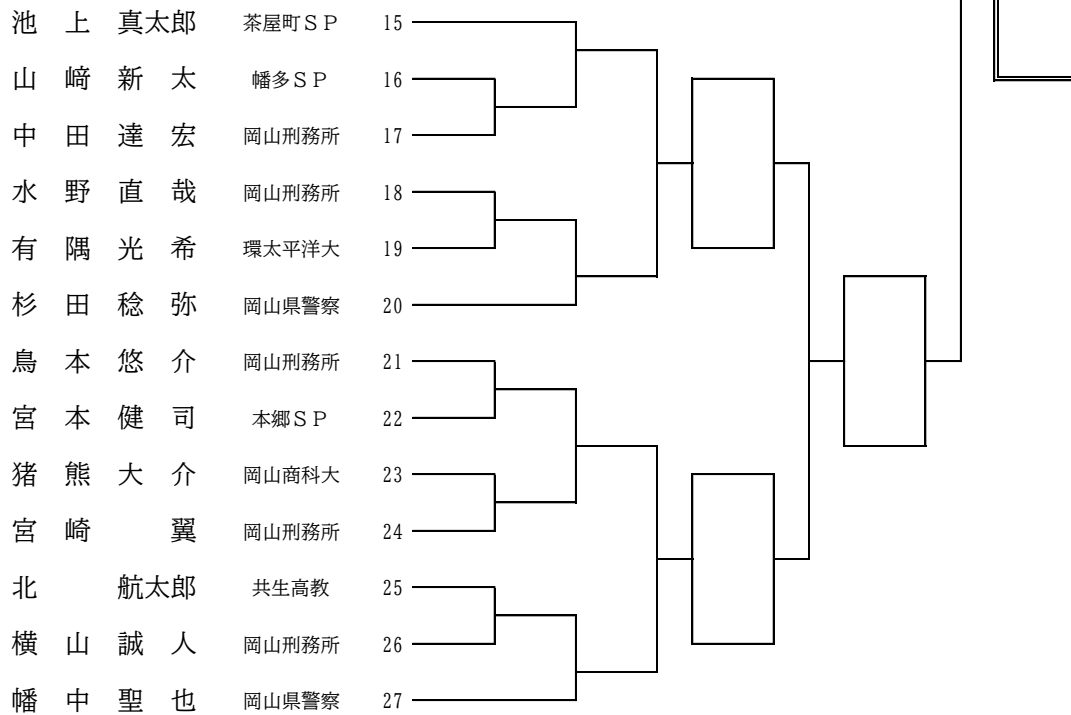 池 上 真太郎 茶屋町ＳＰ 15
山 﨑 新 太 幡多ＳＰ 16
中 田 達 宏 岡山刑務所 17
水 野 直 哉 岡山刑務所 18
有 隅 光 希 環太平洋大 19
杉 田 稔 弥 岡山県警察 20
鳥 本 悠 介 岡山刑務所 21
宮 本 健 司 本郷ＳＰ 22
猪 熊 大 介 岡山商科大 23
宮 崎 翼 岡山刑務所 24
北 航太郎 共生高教 25
横 山 誠 人 岡山刑務所 26
幡 中 聖 也 岡山県警察 27